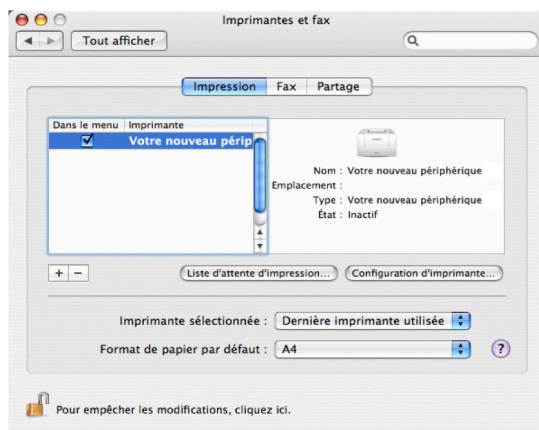 Imprimantes et fax
Tout afficher
Impression Fax Partage
Dans le menu Imprimante
Votre nouveau périp
Nom : Votre nouveau périphérique
Emplacement :
Type : Votre nouveau périphérique
État : Inactif
+ −
Liste d'attente d'impression... Configuration d'imprimante...
Imprimante sélectionnée : Dernière imprimante utilisée
Format de papier par défaut : A4 ?
Pour empêcher les modifications, cliquez ici.